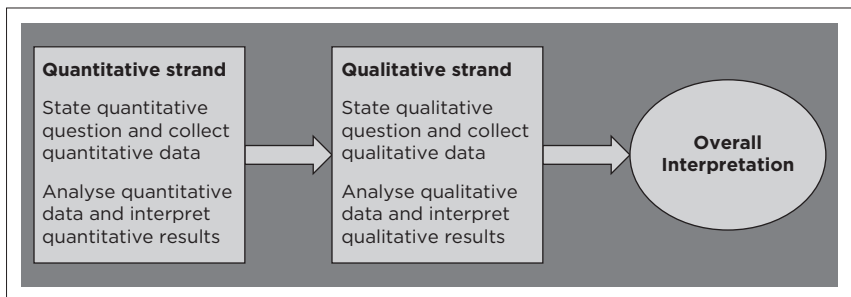 Quantitative strand
State quantitative
question and collect
quantitative data
Analyse quantitative
data and interpret
quantitative results
Qualitative strand
State qualitative
question and collect
qualitative data
Analyse qualitative
data and interpret
qualitative results
Overall
Interpretation